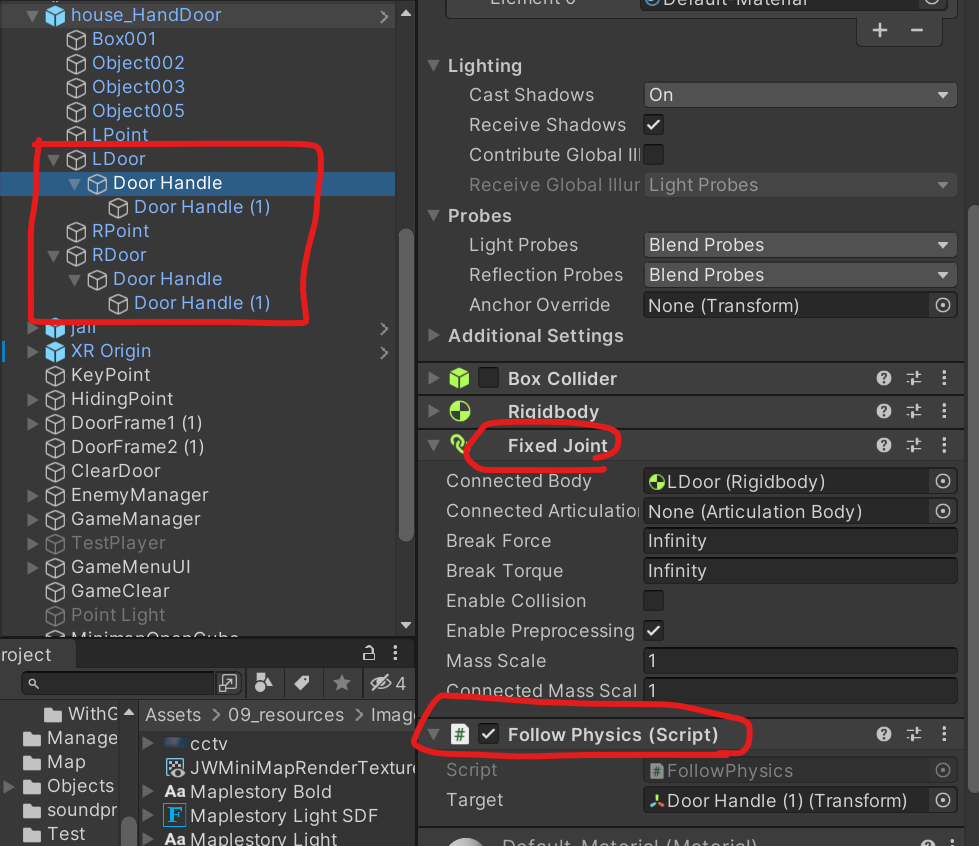 house_HandDoor
Box001
Object002
Object003
Object005
LPoint
LDoor
Door Handle
Door Handle (1)
RPoint
RDoor
Door Handle
Door Handle (1)
jail
XR Origin
KeyPoint
HidingPoint
DoorFrame1 (1)
DoorFrame2 (1)
ClearDoor
EnemyManager
GameManager
TestPlayer
GameMenuUI
GameClear
Point Light
MinimapOpenCube
roject
4
WithG
Manage
Map
Objects
soundpr
Test
Assets > 09_resources > Image
cctv
JWMiniMapRenderTexture
Aa Maplestory Bold
F Maplestory Light SDF
Aa Maplestory Light
Element 0 Default-Material
+ −
Lighting
Cast Shadows On
Receive Shadows
Contribute Global Ill
Receive Global Illur Light Probes
Probes
Light Probes Blend Probes
Reflection Probes Blend Probes
Anchor Override None (Transform)
Additional Settings
Box Collider
Rigidbody
Fixed Joint
Connected Body LDoor (Rigidbody)
Connected Articulatio None (Articulation Body)
Break Force Infinity
Break Torque Infinity
Enable Collision
Enable Preprocessing
Mass Scale 1
Connected Mass Scal 1
# Follow Physics (Script)
Script # FollowPhysics
Target Door Handle (1) (Transform)
Default-Material (Material)